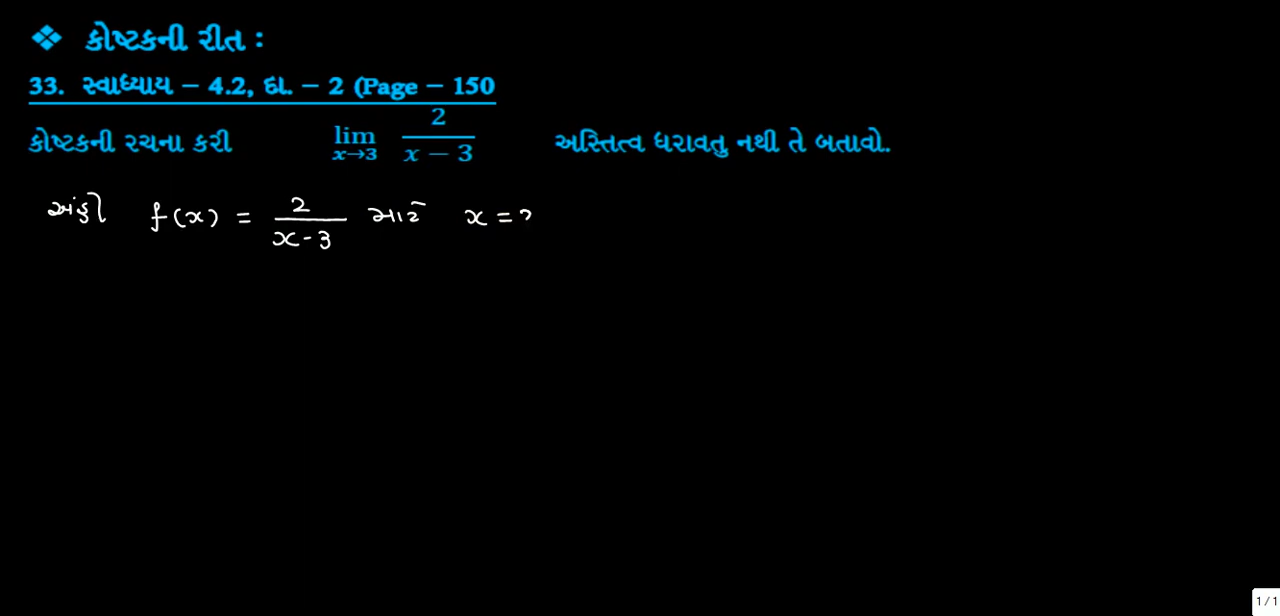 ❖ કોષ્ટકની રીત :
33. સ્વાધ્યાય – 4.2, દા. – 2 (Page – 150
કોષ્ટકની રચના કરી lim x→3 2/(x − 3) અસ્તિત્વ ધરાવતુ નથી તે બતાવો.
અહીં f(x) = 2/(x-3) માટે x =
1/1